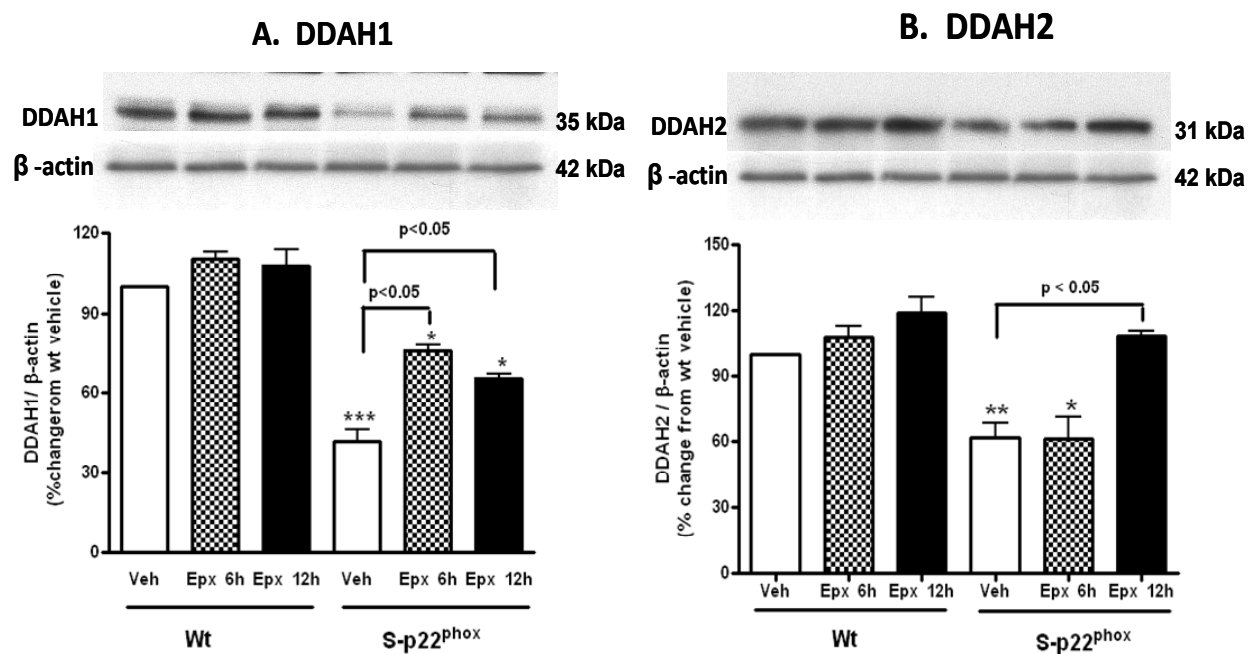 A. DDAH1
DDAH1
35 kDa
β -actin
42 kDa
DDAH1/ β-actin
(%changerom wt vehicle)
120
90
60
30
0
p<0.05
p<0.05
*
*
***
Veh Epx 6h Epx 12h Veh Epx 6h Epx 12h
Wt S-p22phox
B. DDAH2
DDAH2
31 kDa
β -actin
42 kDa
DDAH2 / β-actin
(% change from wt vehicle)
150
120
90
60
30
0
p < 0.05
**
*
Veh Epx 6h Epx 12h Veh Epx 6h Epx 12h
Wt S-p22phox